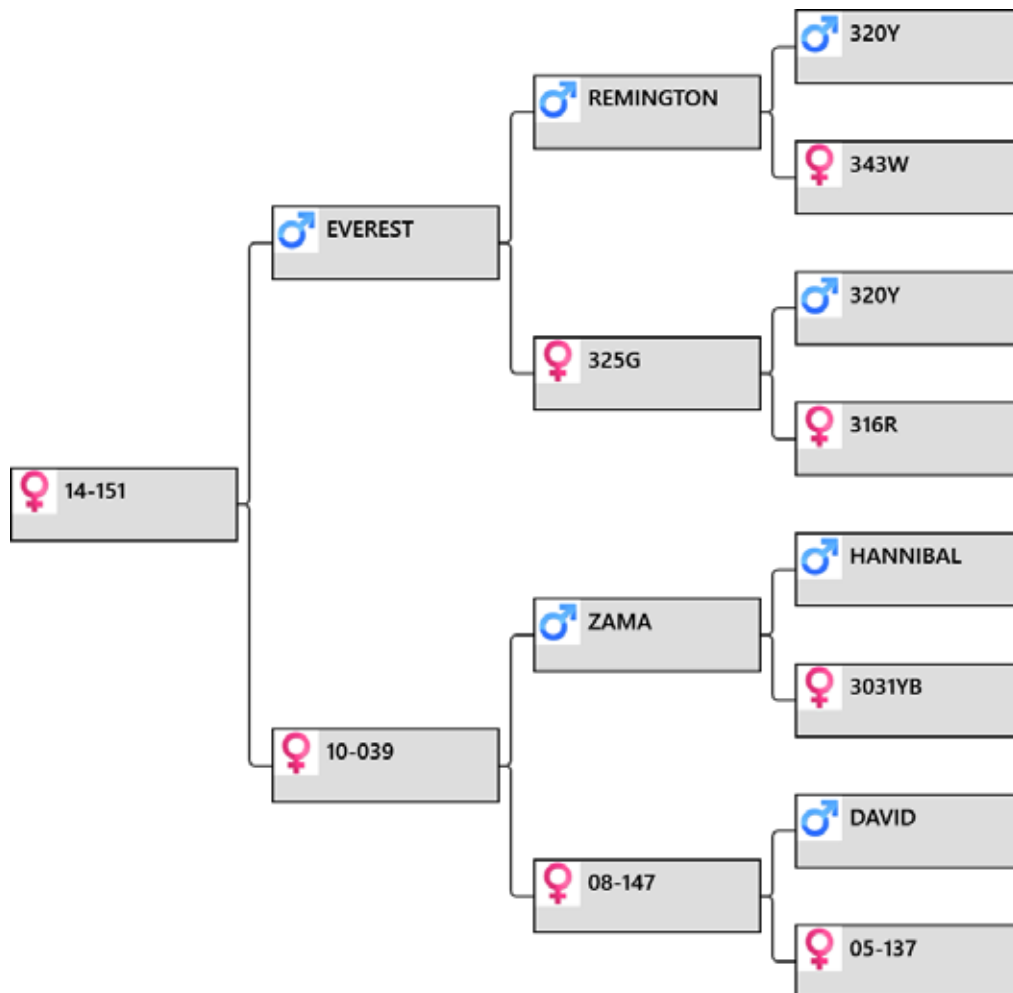 320Y
REMINGTON
343W
EVEREST
320Y
325G
316R
14-151
HANNIBAL
ZAMA
3031YB
10-039
DAVID
08-147
05-137